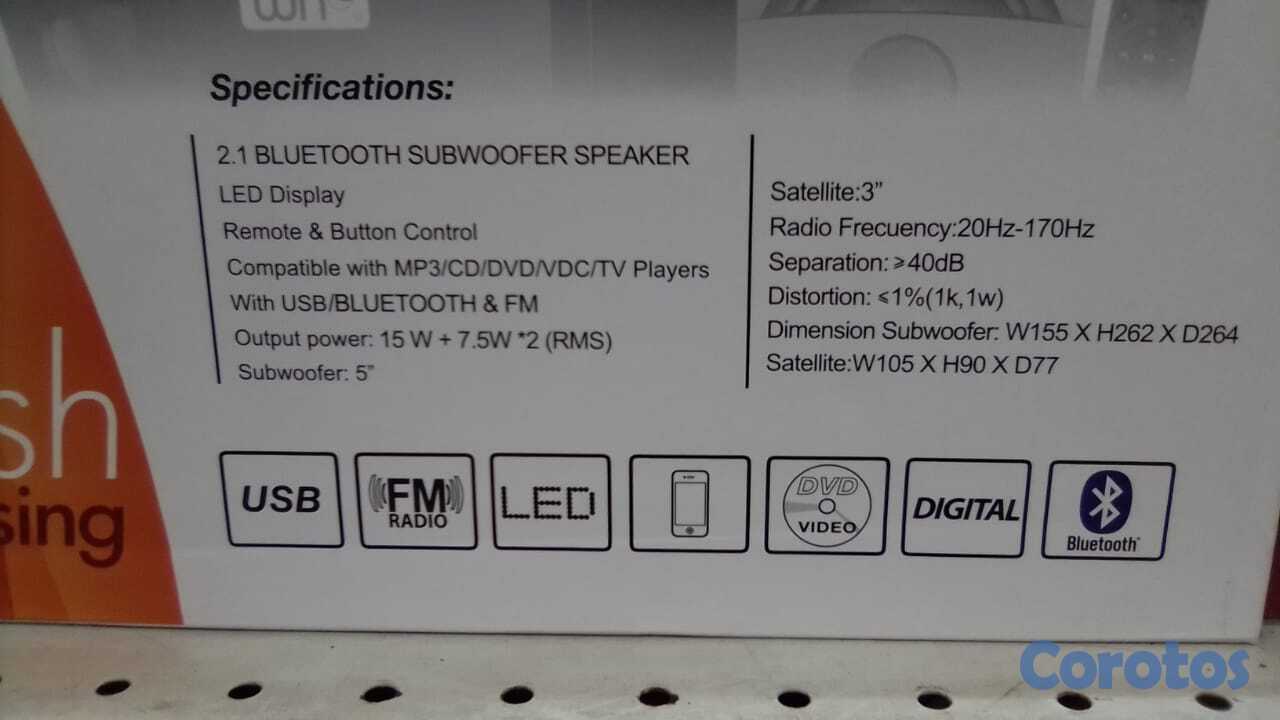 Specifications:
2.1 BLUETOOTH SUBWOOFER SPEAKER
LED Display
Remote & Button Control
Compatible with MP3/CD/DVD/VDC/TV Players
With USB/BLUETOOTH & FM
Output power: 15 W + 7.5W *2 (RMS)
Subwoofer: 5”
Satellite:3”
Radio Frecuency:20Hz-170Hz
Separation: ≥40dB
Distortion: ≤1%(1k,1w)
Dimension Subwoofer: W155 X H262 X D264
Satellite:W105 X H90 X D77
sh
sing
USB
FM
RADIO
LED
DVD
VIDEO
DIGITAL
Bluetooth
Corotos